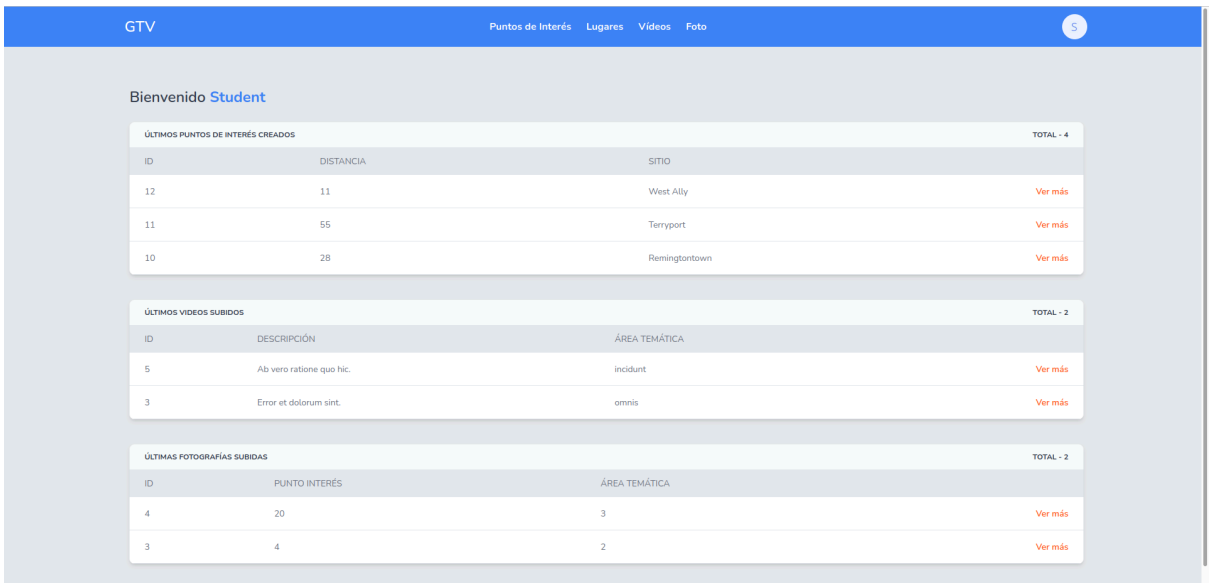 GTV Puntos de Interés Lugares Vídeos Foto S
Bienvenido Student
ÚLTIMOS PUNTOS DE INTERÉS CREADOS TOTAL - 4
ID DISTANCIA SITIO
12 11 West Ally Ver más
11 55 Terryport Ver más
10 28 Remingtontown Ver más
ÚLTIMOS VIDEOS SUBIDOS TOTAL - 2
ID DESCRIPCIÓN ÁREA TEMÁTICA
5 Ab vero ratione quo hic. incidunt Ver más
3 Error et dolorum sint. omnis Ver más
ÚLTIMAS FOTOGRAFÍAS SUBIDAS TOTAL - 2
ID PUNTO INTERÉS ÁREA TEMÁTICA
4 20 3 Ver más
3 4 2 Ver más